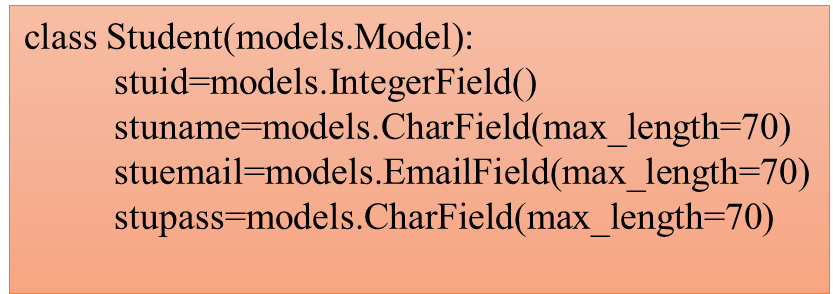 class Student(models.Model):
stuid=models.IntegerField()
stuname=models.CharField(max_length=70)
stuemail=models.EmailField(max_length=70)
stupass=models.CharField(max_length=70)